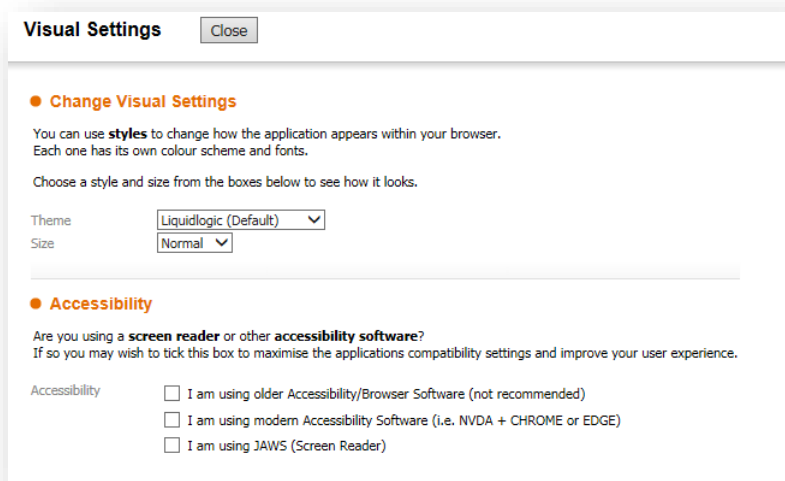 Visual Settings
Close
Change Visual Settings
You can use styles to change how the application appears within your browser.
Each one has its own colour scheme and fonts.
Choose a style and size from the boxes below to see how it looks.
Theme Liquidlogic (Default)
Size Normal
Accessibility
Are you using a screen reader or other accessibility software?
If so you may wish to tick this box to maximise the applications compatibility settings and improve your user experience.
Accessibility I am using older Accessibility/Browser Software (not recommended)
I am using modern Accessibility Software (i.e. NVDA + CHROME or EDGE)
I am using JAWS (Screen Reader)